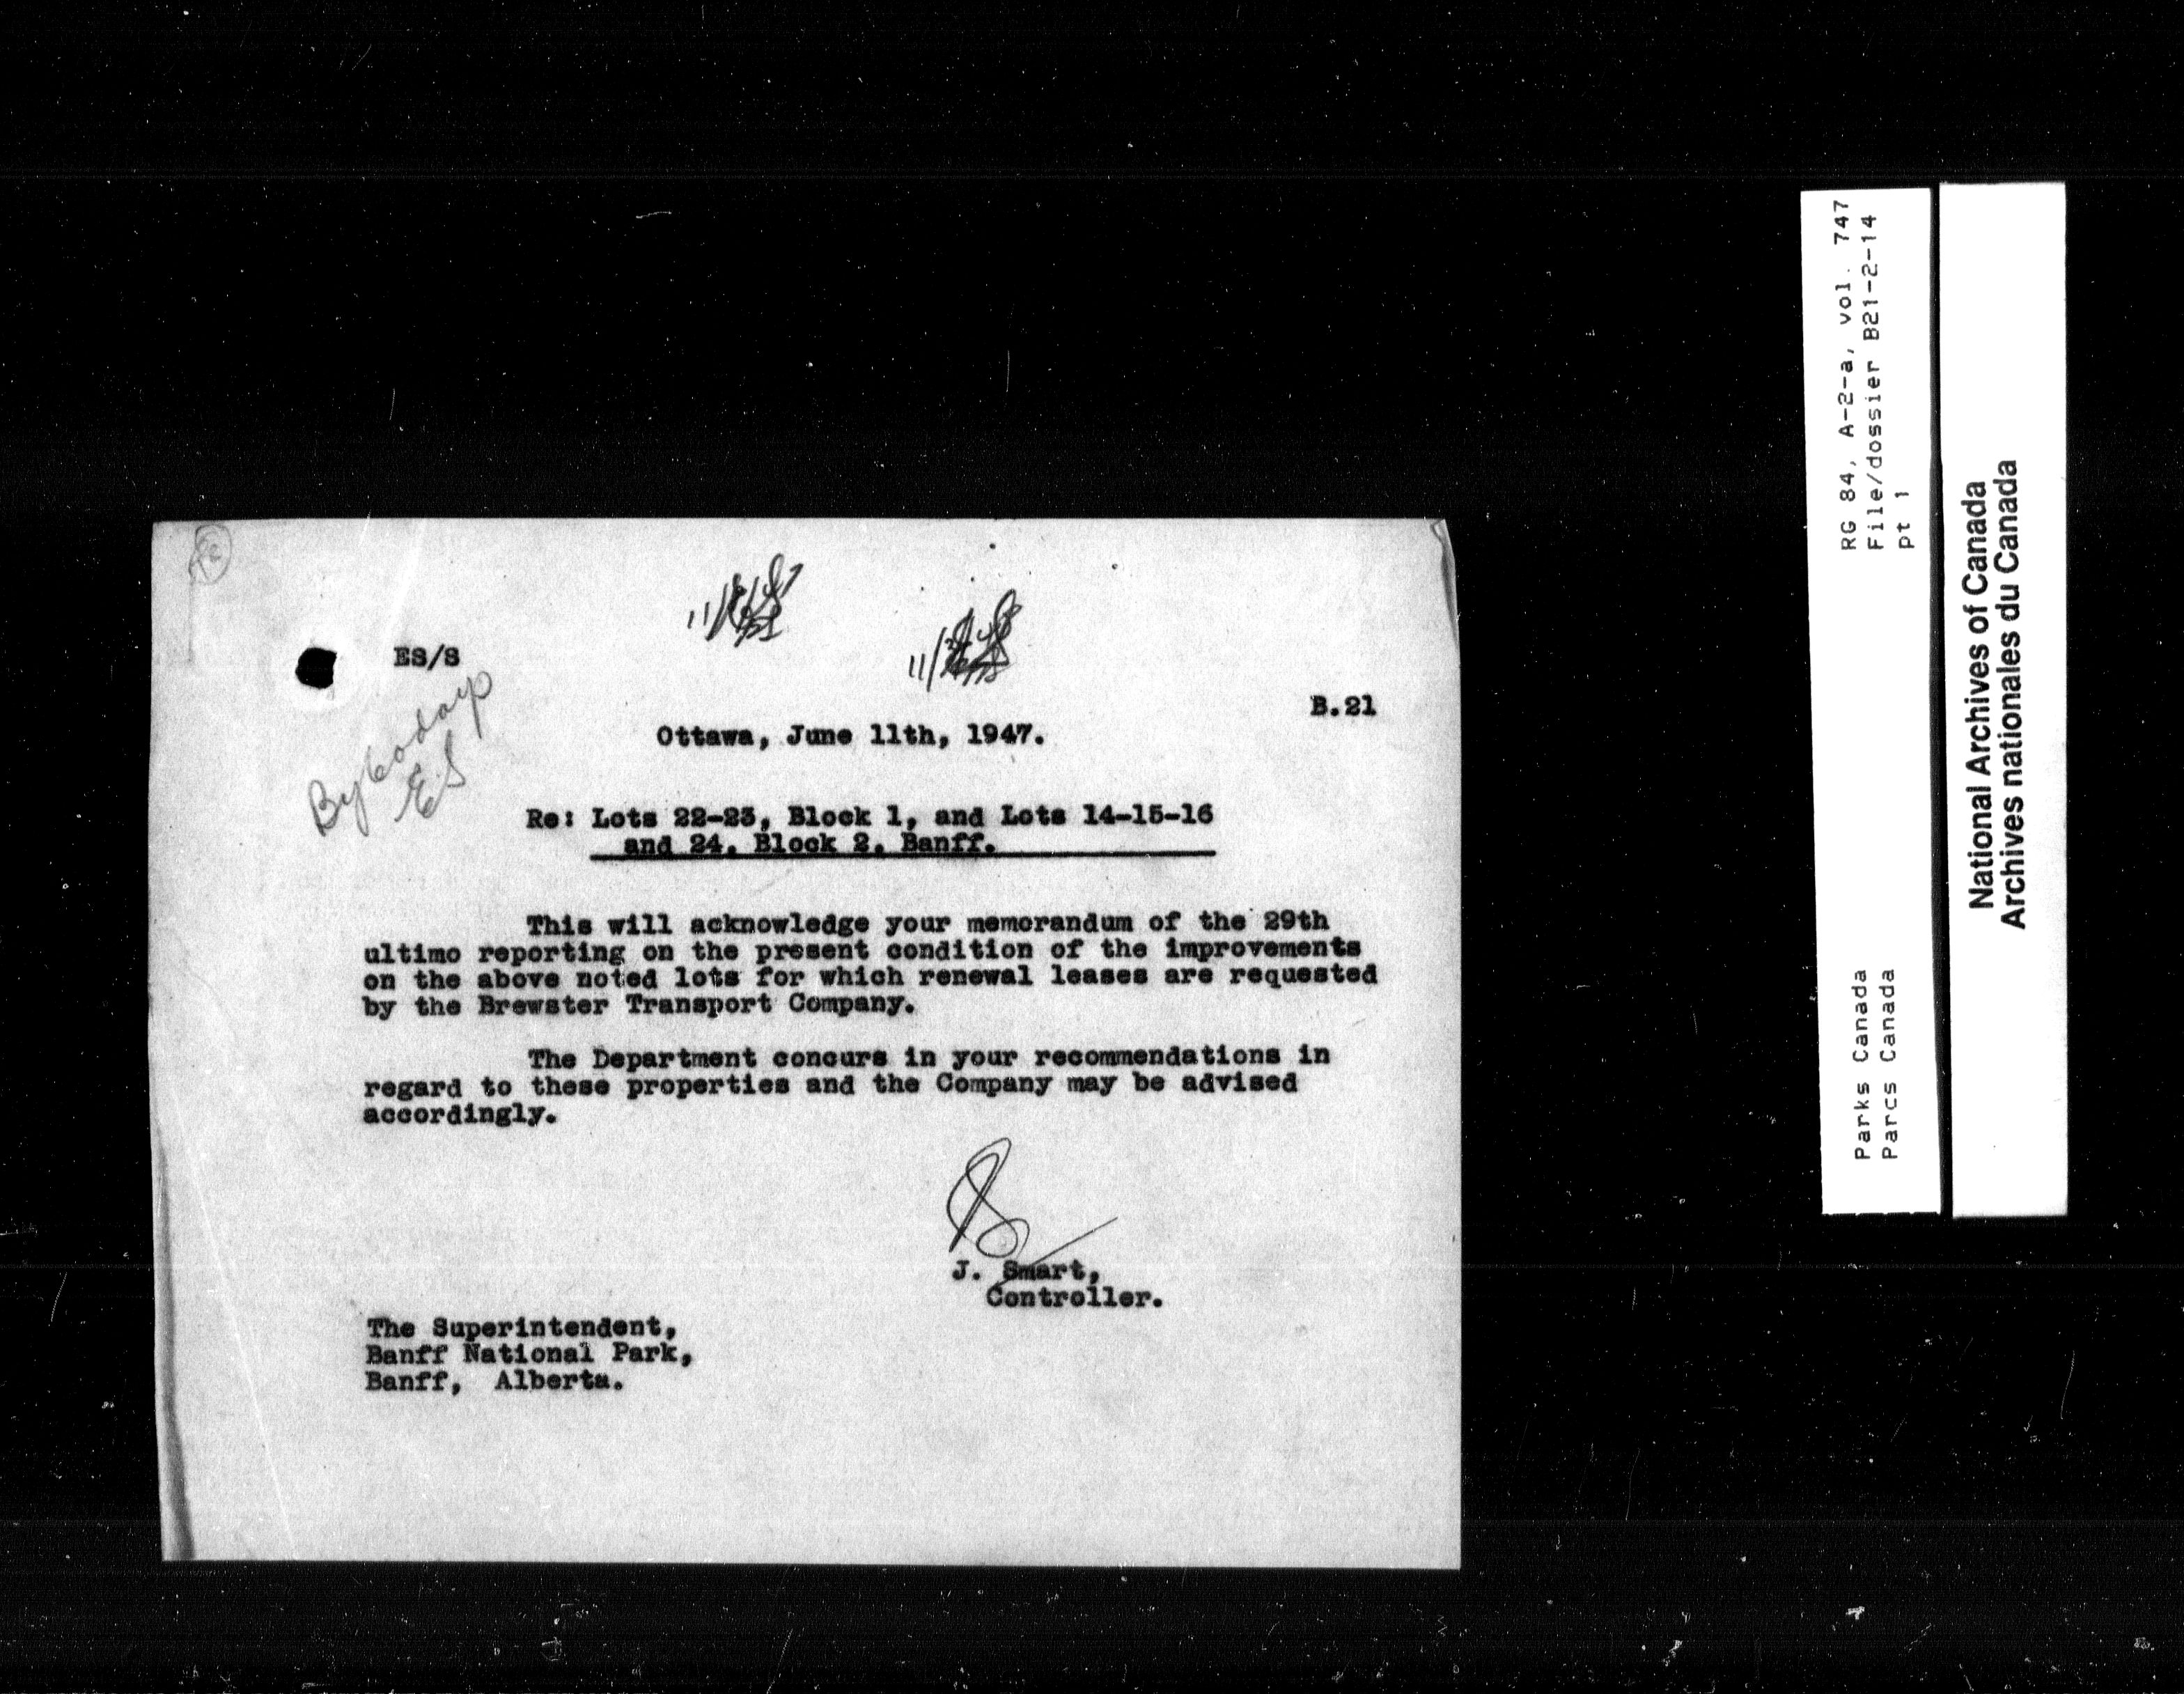 ES/S
B.21
Ottawa, June 11th, 1947.
Re: Lots 22-23, Block 1, and Lots 14-15-16
and 24, Block 2, Banff.
This will acknowledge your memorandum of the 29th
ultimo reporting on the present condition of the improvements
on the above noted lots for which renewal leases are requested
by the Brewster Transport Company.
The Department concurs in your recommendations in
regard to these properties and the Company may be advised
accordingly.
J. Smart,
Controller.
The Superintendent,
Banff National Park,
Banff, Alberta.
RG 84, A-2-a, vol. 747
File/dossier B21-2-14
pt 1
Parks Canada
Parcs Canada
National Archives of Canada
Archives nationales du Canada